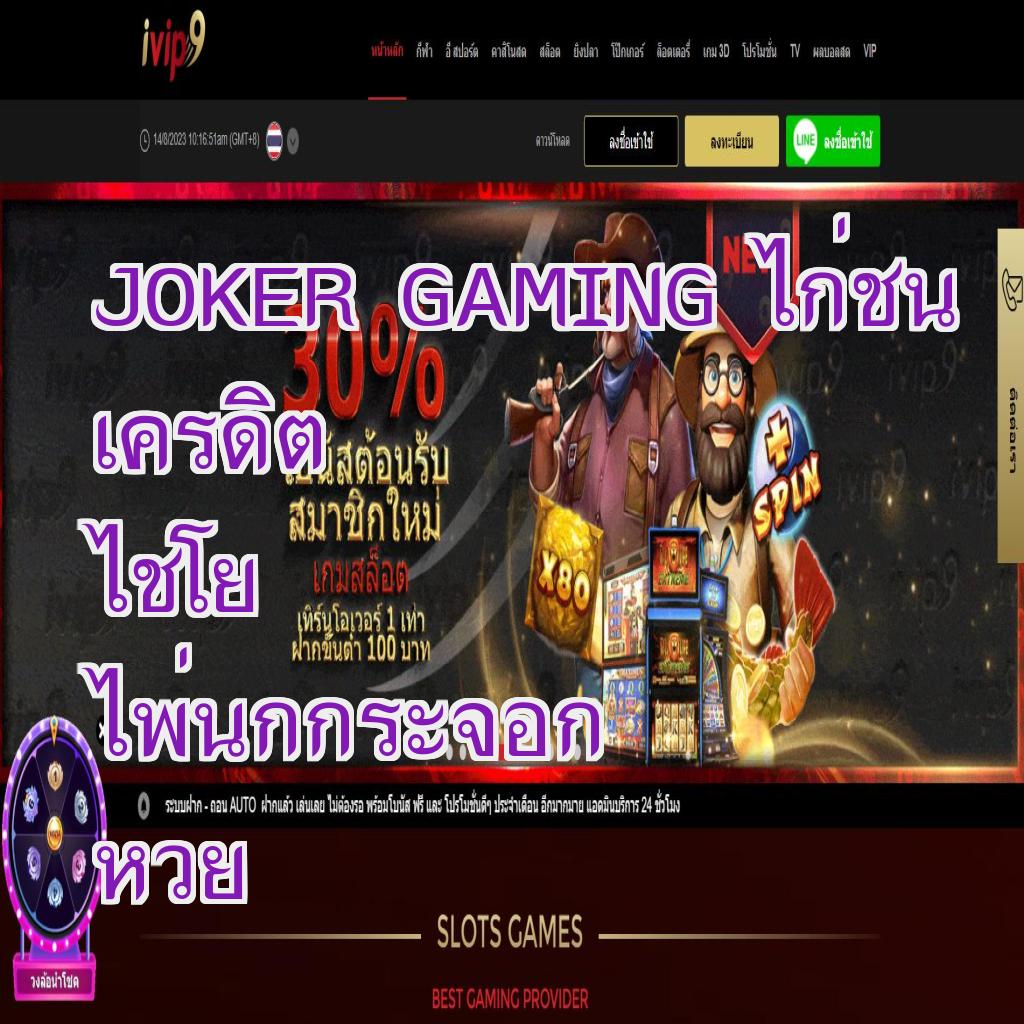 ivip9
หน้าหลัก กีฬา อีสปอร์ต คาสิโนสด สล็อต ยิงปลา โป๊กเกอร์ ล็อตเตอรี่ เกม 3D โปรโมชั่น TV ผลบอลสด VIP
14/8/2023 10:16:51am (GMT+8)
ดาวน์โหลด ลงชื่อเข้าใช้ ลงทะเบียน LINE ลงชื่อเข้าใช้
JOKER GAMING ไก่ชน
เครดิต
ไชโย
ไพ่นกกระจอก
หวย
30%
สมาชิกใหม่
เกมสล็อต
เทิร์นโอเวอร์ 1 เท่า
ฝากขั้นต่ำ 100 บาท
X80
+
SPIN
EXTREME
ติดต่อเรา
ระบบฝาก - ถอน AUTO ฝากแล้ว เล่นเลย ไม่ต้องรอ พร้อมโบนัส ฟรี และ โปรโมชั่นดีๆ ประจำเดือน อีกมากมาย แอดมินบริการ 24 ชั่วโมง
วงล้อนำโชค
SLOTS GAMES
BEST GAMING PROVIDER